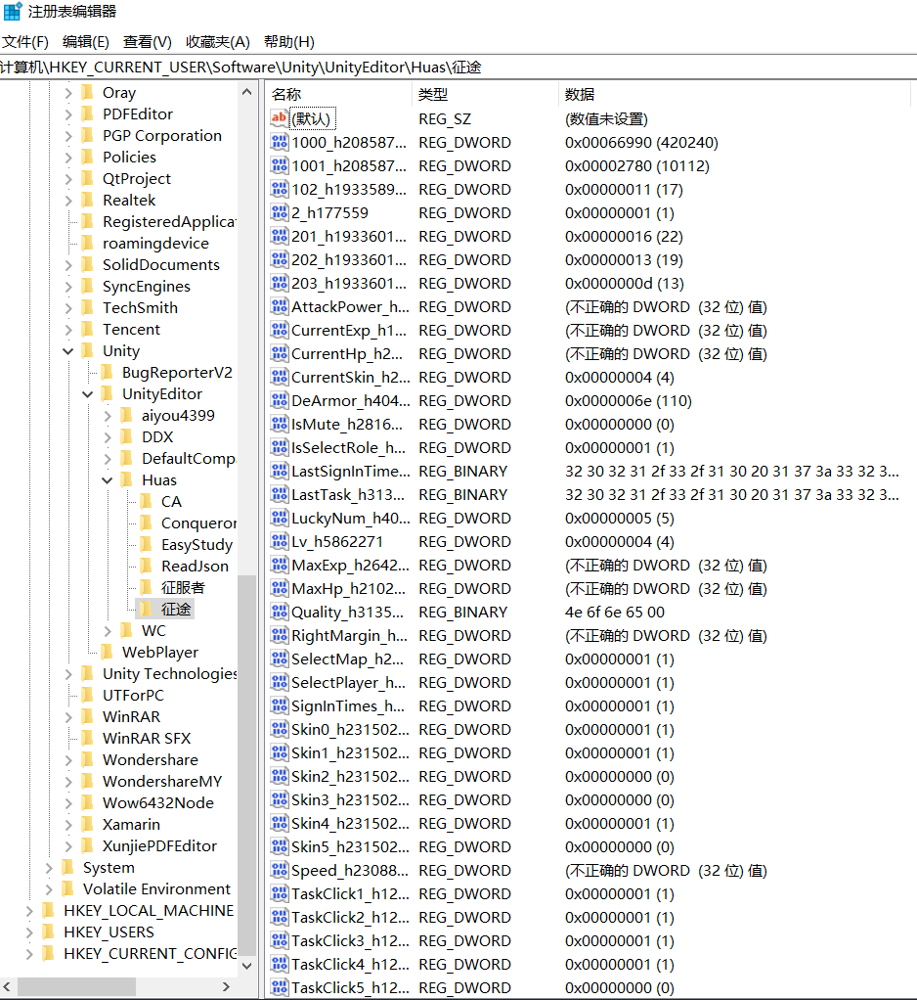 注册表编辑器
文件(F) 编辑(E) 查看(V) 收藏夹(A) 帮助(H)
计算机\HKEY_CURRENT_USER\Software\Unity\UnityEditor\Huas\征途
Oray
PDFEditor
PGP Corporation
Policies
QtProject
Realtek
RegisteredApplicat
roamingdevice
SolidDocuments
SyncEngines
TechSmith
Tencent
Unity
BugReporterV2
UnityEditor
aiyou4399
DDX
DefaultComp
Huas
CA
Conqueror
EasyStudy
ReadJson
征服者
征途
WC
WebPlayer
Unity Technologies
UTForPC
WinRAR
WinRAR SFX
Wondershare
WondershareMY
Wow6432Node
Xamarin
XunjiePDFEditor
System
Volatile Environment
HKEY_LOCAL_MACHINE
HKEY_USERS
HKEY_CURRENT_CONFIG
名称 类型 数据
(默认) REG_SZ (数值未设置)
1000_h208587... REG_DWORD 0x00066990 (420240)
1001_h208587... REG_DWORD 0x00002780 (10112)
102_h1933589... REG_DWORD 0x00000011 (17)
2_h177559 REG_DWORD 0x00000001 (1)
201_h1933601... REG_DWORD 0x00000016 (22)
202_h1933601... REG_DWORD 0x00000013 (19)
203_h1933601... REG_DWORD 0x0000000d (13)
AttackPower_h... REG_DWORD (不正确的 DWORD (32 位) 值)
CurrentExp_h1... REG_DWORD (不正确的 DWORD (32 位) 值)
CurrentHp_h2... REG_DWORD (不正确的 DWORD (32 位) 值)
CurrentSkin_h2... REG_DWORD 0x00000004 (4)
DeArmor_h404... REG_DWORD 0x0000006e (110)
IsMute_h2816... REG_DWORD 0x00000000 (0)
IsSelectRole_h... REG_DWORD 0x00000001 (1)
LastSignInTime... REG_BINARY 32 30 32 31 2f 33 2f 31 30 20 31 37 3a 33 32 3...
LastTask_h313... REG_BINARY 32 30 32 31 2f 33 2f 31 30 20 31 37 3a 33 32 3...
LuckyNum_h40... REG_DWORD 0x00000005 (5)
Lv_h5862271 REG_DWORD 0x00000004 (4)
MaxExp_h2642... REG_DWORD (不正确的 DWORD (32 位) 值)
MaxHp_h2102... REG_DWORD (不正确的 DWORD (32 位) 值)
Quality_h3135... REG_BINARY 4e 6f 6e 65 00
RightMargin_h... REG_DWORD (不正确的 DWORD (32 位) 值)
SelectMap_h2... REG_DWORD 0x00000001 (1)
SelectPlayer_h... REG_DWORD 0x00000001 (1)
SignInTimes_h... REG_DWORD 0x00000001 (1)
Skin0_h231502... REG_DWORD 0x00000001 (1)
Skin1_h231502... REG_DWORD 0x00000001 (1)
Skin2_h231502... REG_DWORD 0x00000000 (0)
Skin3_h231502... REG_DWORD 0x00000000 (0)
Skin4_h231502... REG_DWORD 0x00000001 (1)
Skin5_h231502... REG_DWORD 0x00000000 (0)
Speed_h23088... REG_DWORD (不正确的 DWORD (32 位) 值)
TaskClick1_h12... REG_DWORD 0x00000001 (1)
TaskClick2_h12... REG_DWORD 0x00000001 (1)
TaskClick3_h12... REG_DWORD 0x00000001 (1)
TaskClick4_h12... REG_DWORD 0x00000001 (1)
TaskClick5_h12... REG_DWORD 0x00000000 (0)